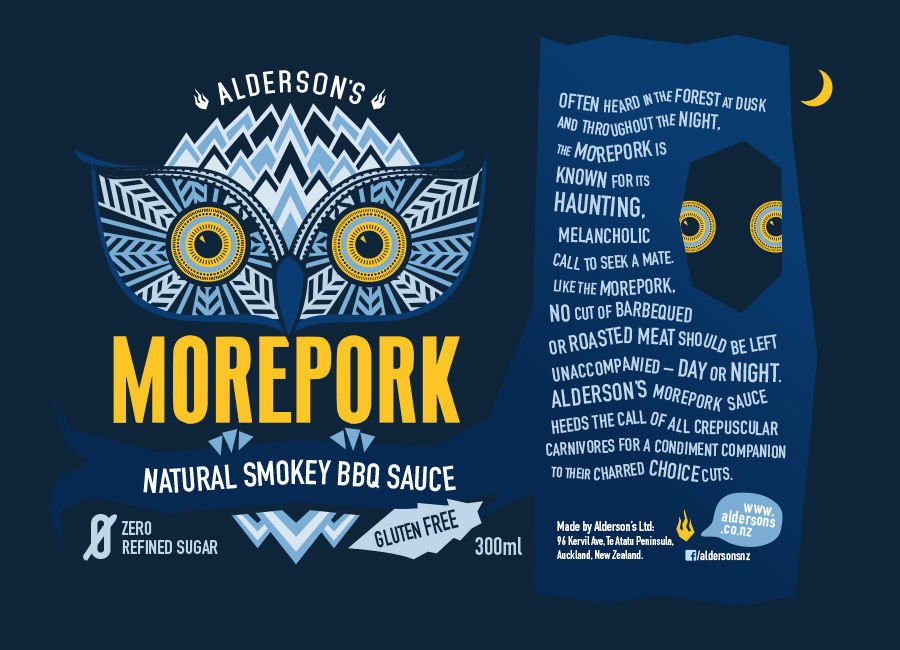 ALDERSON'S
MOREPORK
NATURAL SMOKEY BBQ SAUCE
ZERO
REFINED SUGAR
GLUTEN FREE
300ml
OFTEN HEARD IN THE FOREST AT DUSK
AND THROUGHOUT THE NIGHT,
THE MOREPORK IS
KNOWN FOR ITS
HAUNTING,
MELANCHOLIC
CALL TO SEEK A MATE.
LIKE THE MOREPORK,
NO CUT OF BARBEQUED
OR ROASTED MEAT SHOULD BE LEFT
UNACCOMPANIED – DAY OR NIGHT.
ALDERSON'S MOREPORK SAUCE
HEEDS THE CALL OF ALL CREPUSCULAR
CARNIVORES FOR A CONDIMENT COMPANION
TO THEIR CHARRED CHOICE CUTS.
Made by Alderson's Ltd:
96 Kervil Ave, Te Atatu Peninsula,
Auckland, New Zealand.
www.
aldersons
.co.nz
f/aldersonsnz